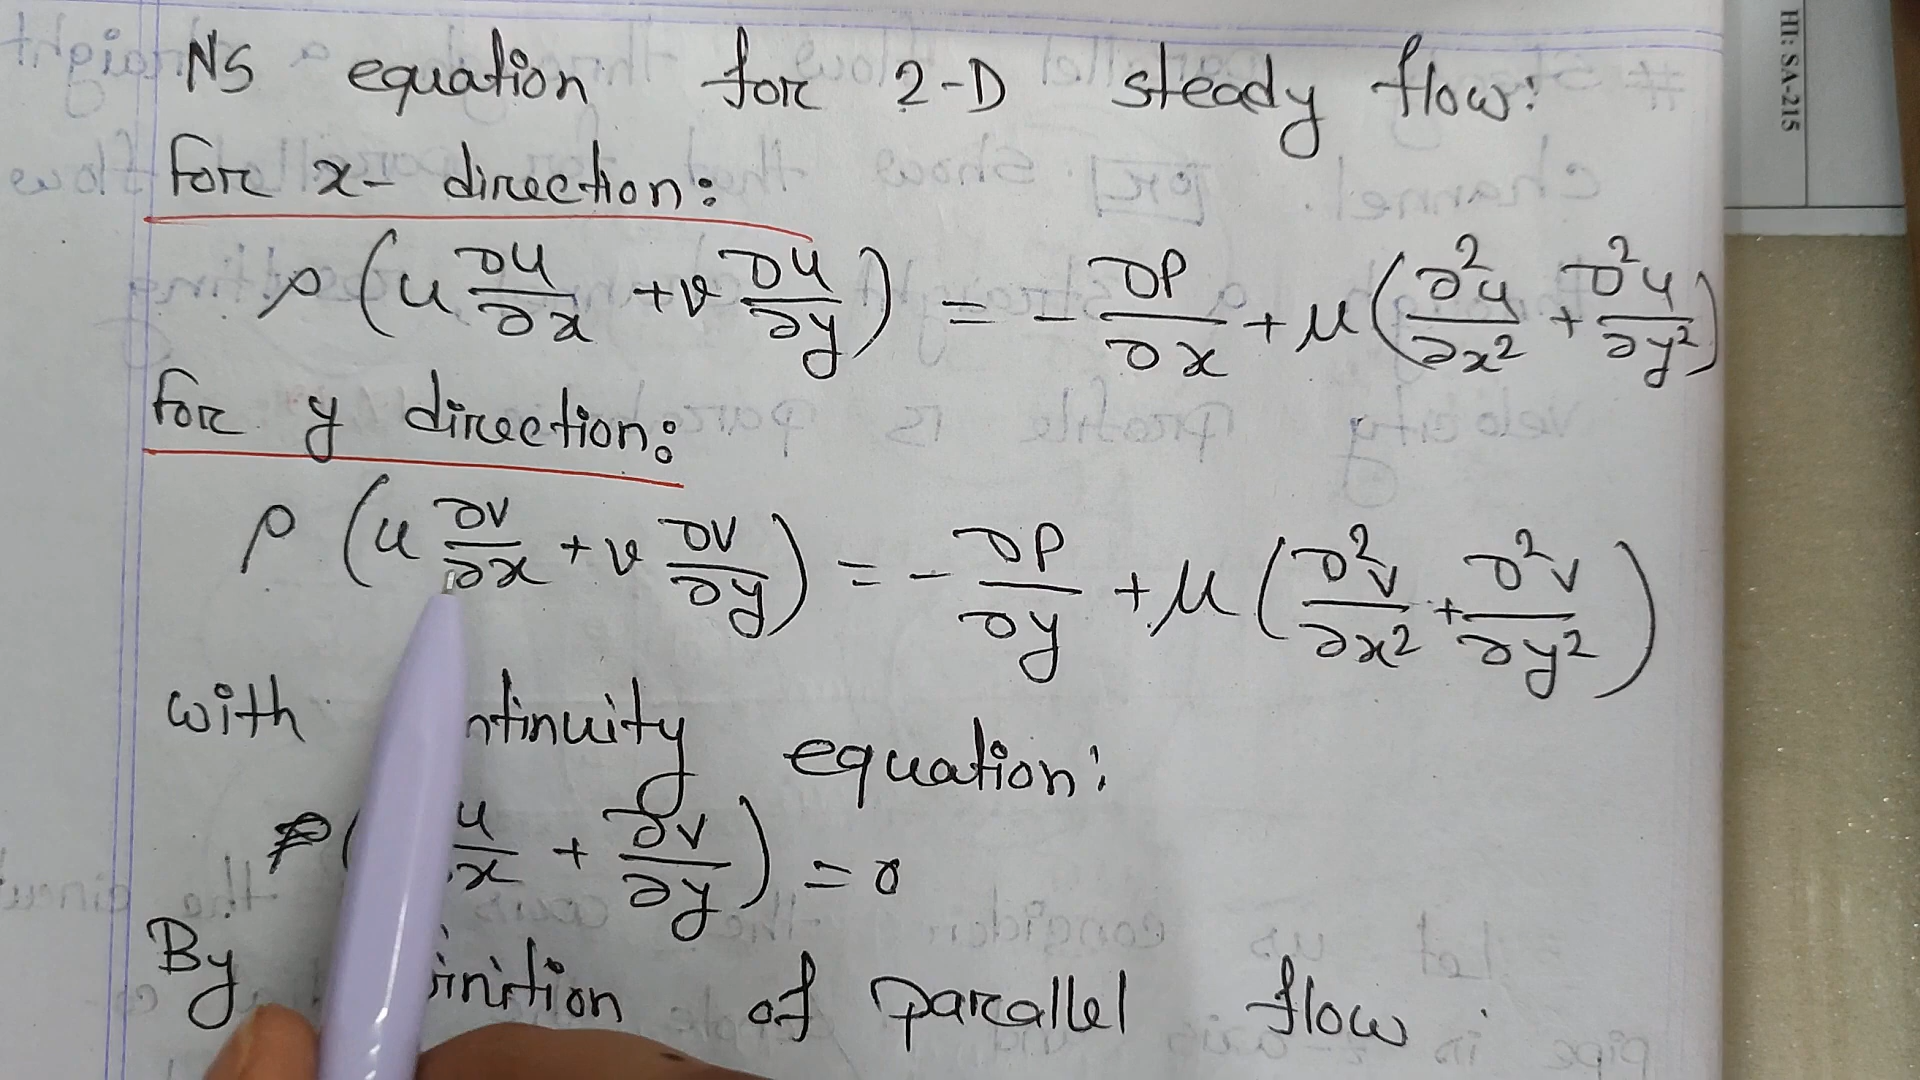 NS equation for 2-D steady flow:
for x- direction:
ρ (u ∂u/∂x + v ∂u/∂y) = - ∂P/∂x + μ (∂²u/∂x² + ∂²u/∂y²)
for y direction:
ρ (u ∂v/∂x + v ∂v/∂y) = - ∂P/∂y + μ (∂²v/∂x² + ∂²v/∂y²)
with ntinuity equation:
( u/x + ∂v/∂y) = 0
By inition of parallel flow :
HI: SA-215